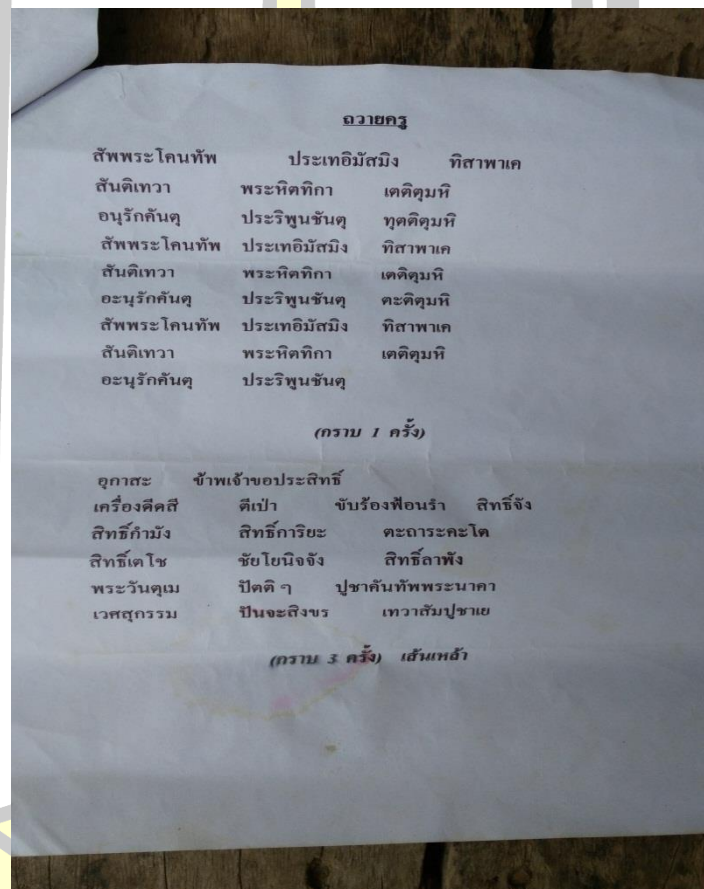 ถวายครู
สัพพระโคนทัพ ประเทอิมัสมิง ทิสาพาเค
สันติเทวา พระหิตทิกา เตติตุมหิ
อนุรักคันตุ ประริพูนชันตุ ทุตติตุมหิ
สัพพระโคนทัพ ประเทอิมัสมิง ทิสาพาเค
สันติเทวา พระหิตทิกา เตติตุมหิ
อะนุรักคันตุ ประริพูนชันตุ ตะติตุมหิ
สัพพระโคนทัพ ประเทอิมัสมิง ทิสาพาเค
สันติเทวา พระหิตทิกา เตติตุมหิ
อะนุรักคันตุ ประริพูนชันตุ
(กราบ 1 ครั้ง)
อุกาสะ ข้าพเจ้าขอประสิทธิ์
เครื่องดีดสี ตีเป่า ขับร้องฟ้อนรำ สิทธิ์จัง
สิทธิ์กำมัง สิทธิ์การิยะ ตะถาระคะโต
สิทธิ์เตโช ชัยโยนิจจัง สิทธิ์ลาพัง
พระวันตุเม ปัตติ ๆ ปูชาคันทัพพระนาคา
เวศสุกรรม ปันจะสิงขร เทวาสัมปูชาเย
(กราบ 3 ครั้ง) เส้นเหล้า